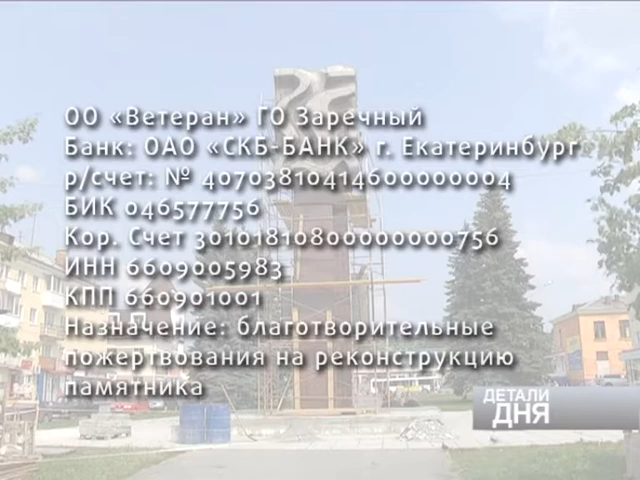 ОО «Ветеран» ГО Заречный
Банк: ОАО «СКБ-БАНК» г. Екатеринбург
р/счет: № 40703810414600000004
БИК 046577756
Кор. Счет 30101810800000000756
ИНН 6609005983
КПП 660901001
Назначение: благотворительные
пожертвования на реконструкцию
памятника
ДЕТАЛИ
ДНЯ